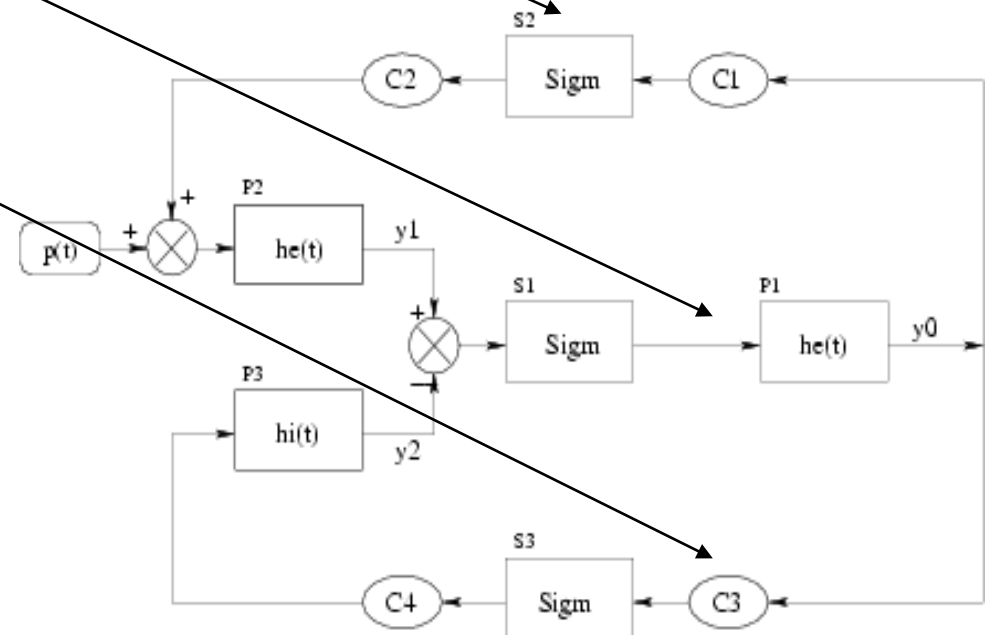 S2
C2
Sigm
C1
+
P2
+
p(t)
he(t)
y1
S1
P1
+
Sigm
he(t)
y0
P3
−
hi(t)
y2
S3
C4
Sigm
C3